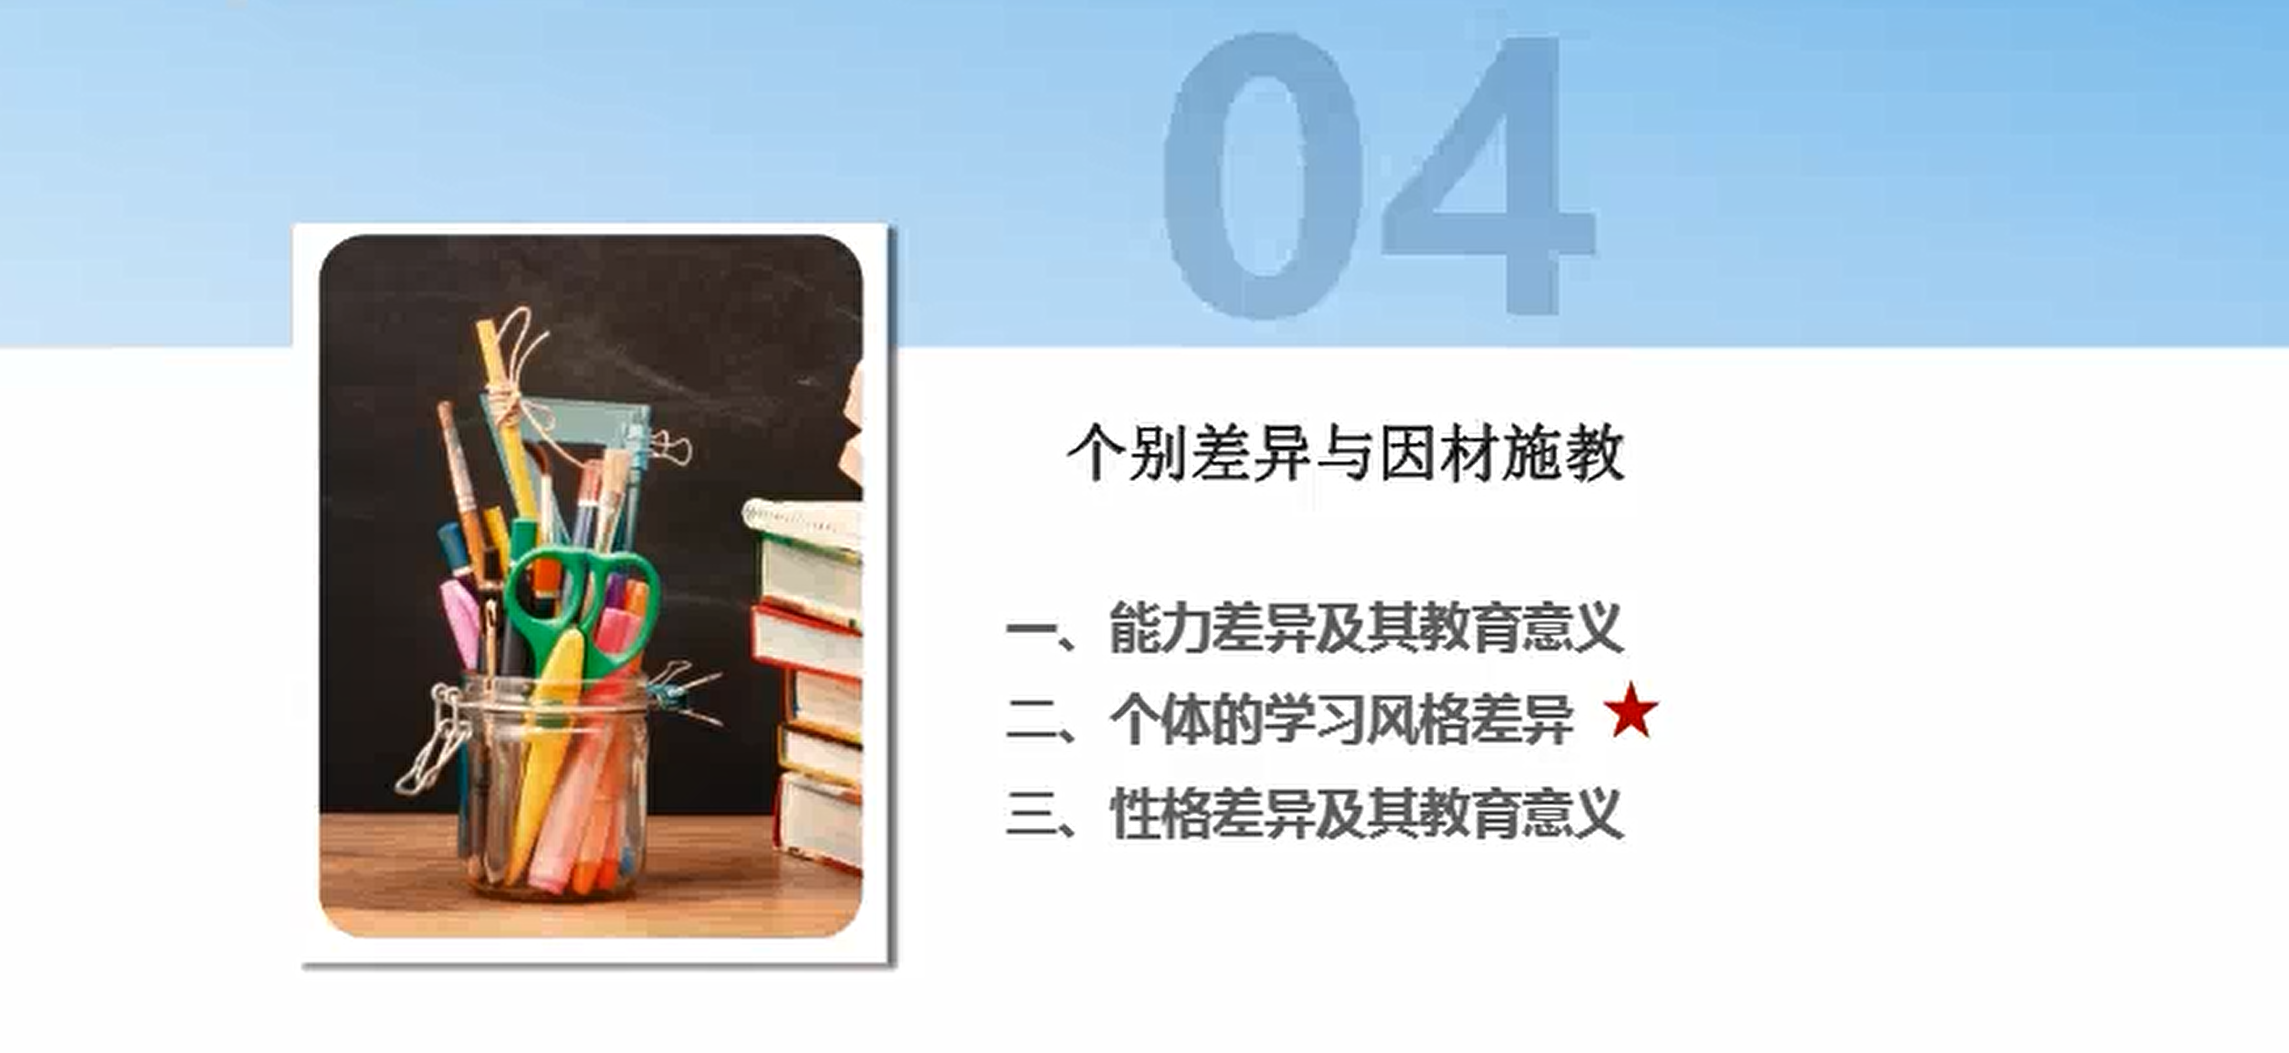 04
个别差异与因材施教
一、能力差异及其教育意义
二、个体的学习风格差异
三、性格差异及其教育意义